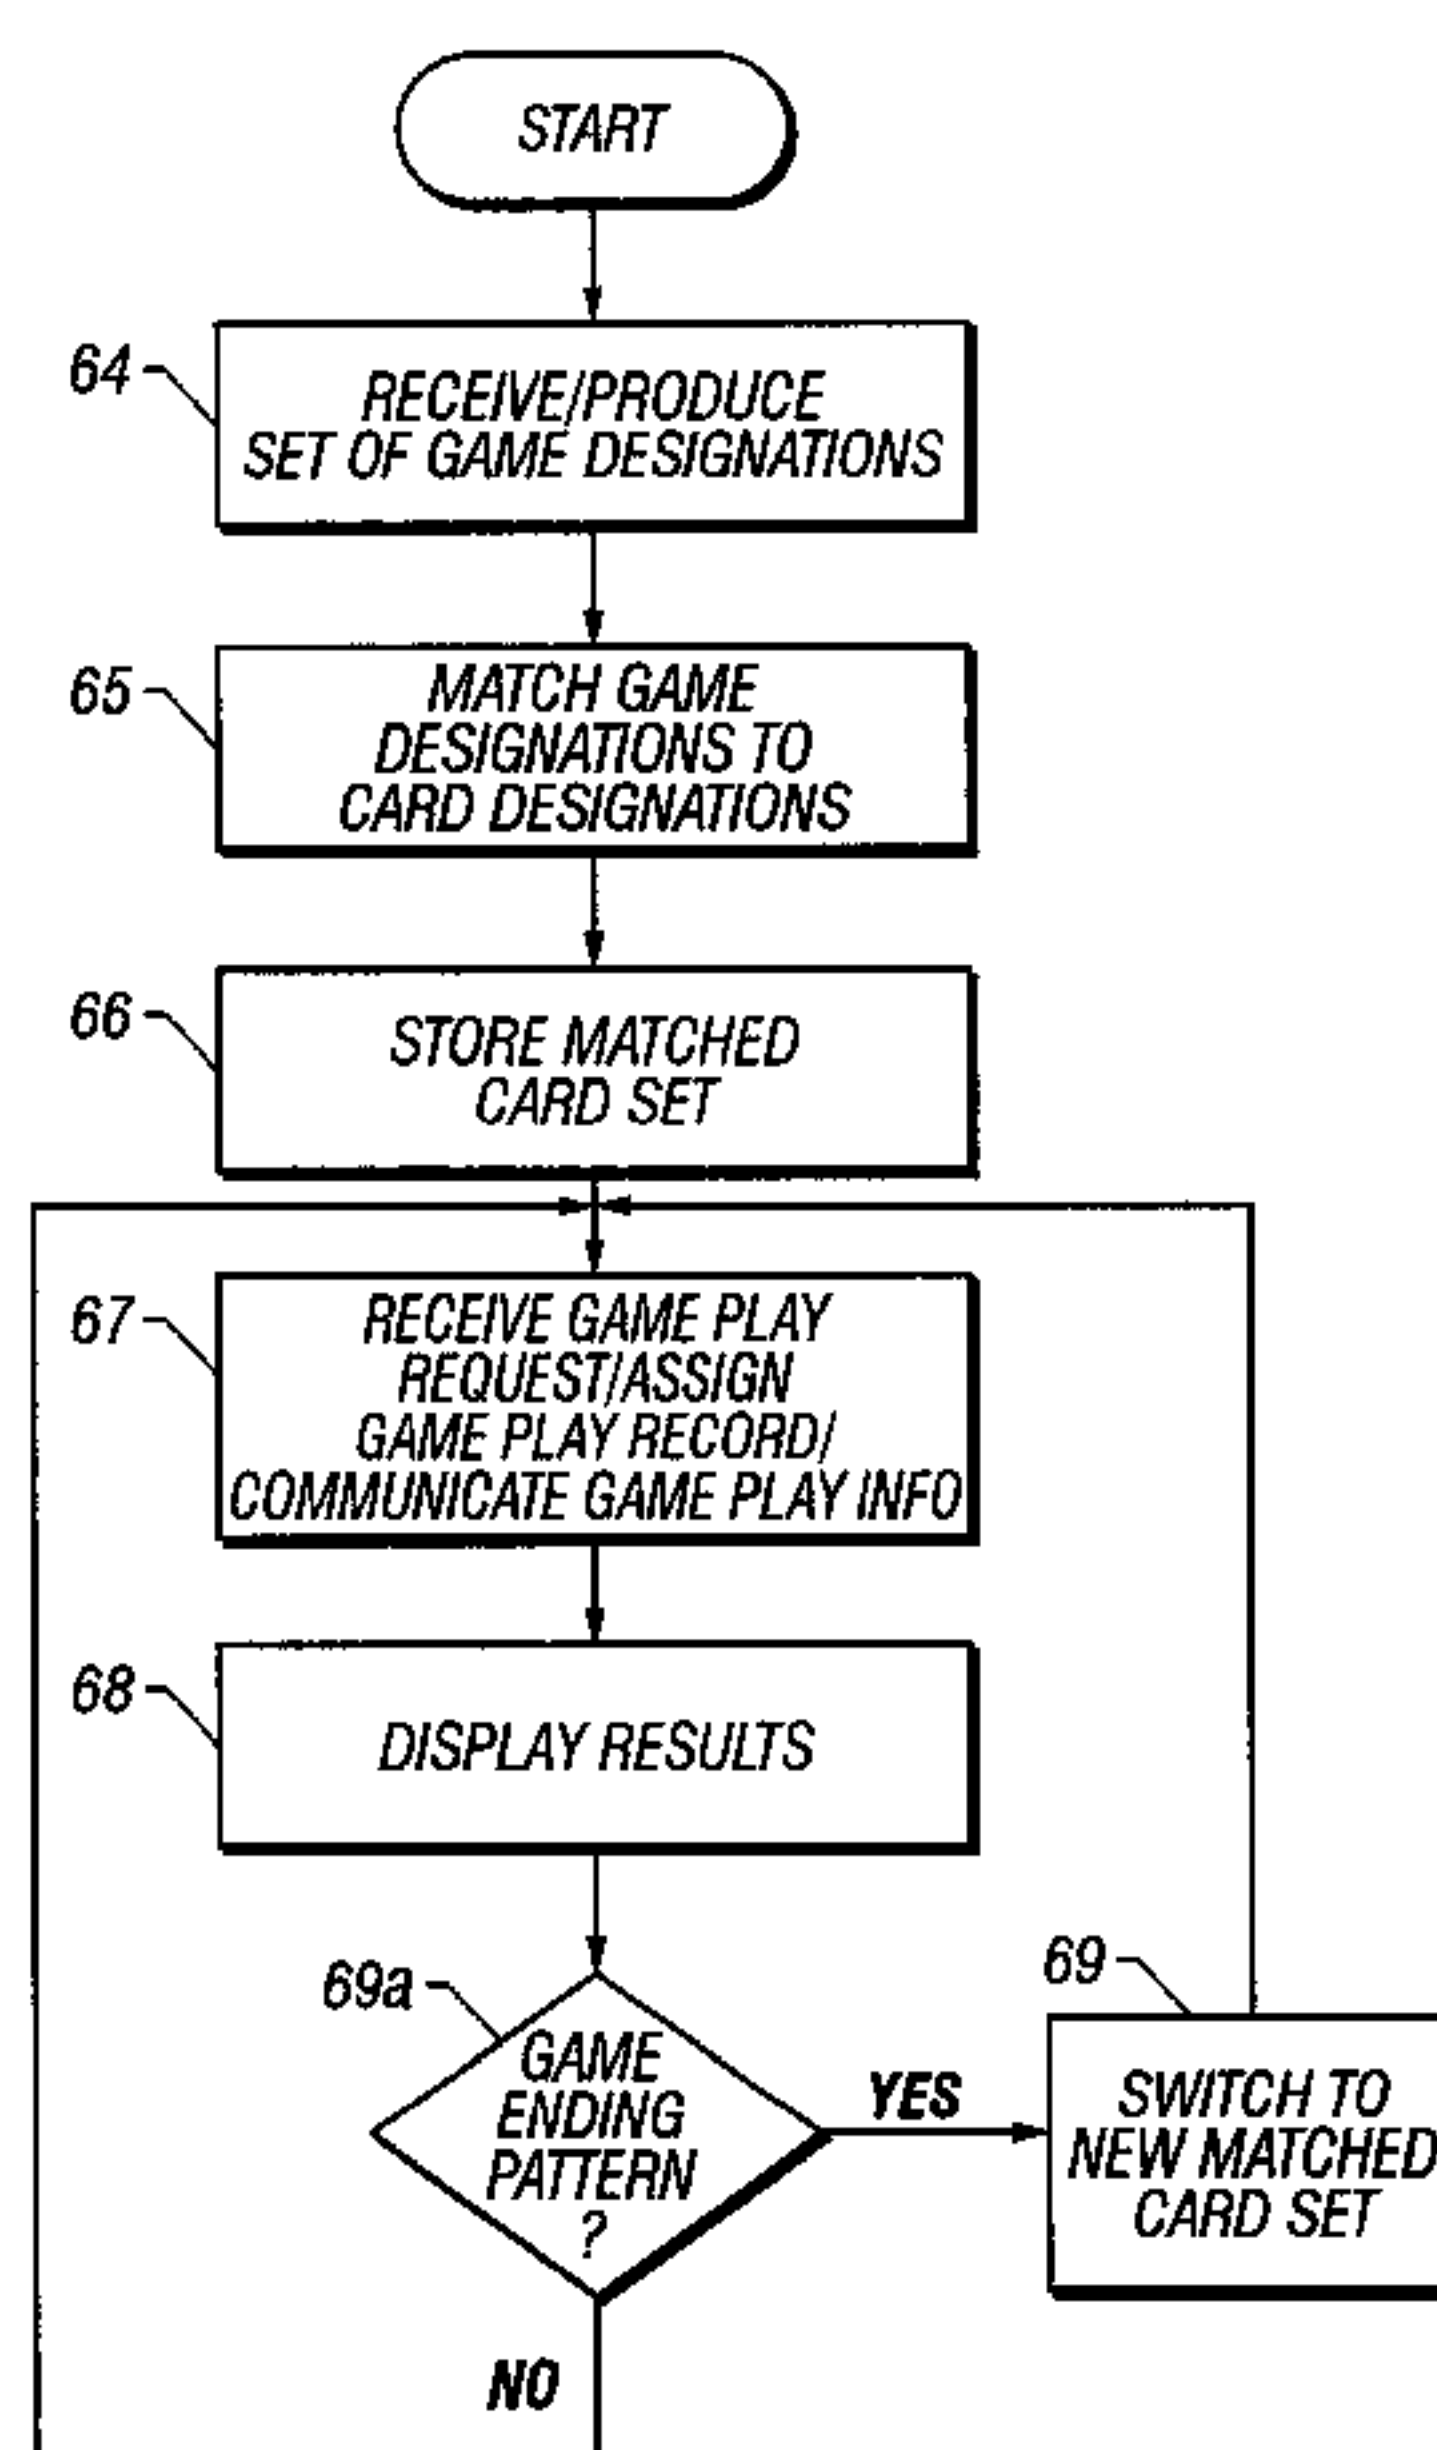 START
64
RECEIVE/PRODUCE
SET OF GAME DESIGNATIONS
65
MATCH GAME
DESIGNATIONS TO
CARD DESIGNATIONS
66
STORE MATCHED
CARD SET
67
RECEIVE GAME PLAY
REQUEST/ASSIGN
GAME PLAY RECORD/
COMMUNICATE GAME PLAY INFO
68
DISPLAY RESULTS
69a
GAME
ENDING
PATTERN
?
YES
69
SWITCH TO
NEW MATCHED
CARD SET
NO